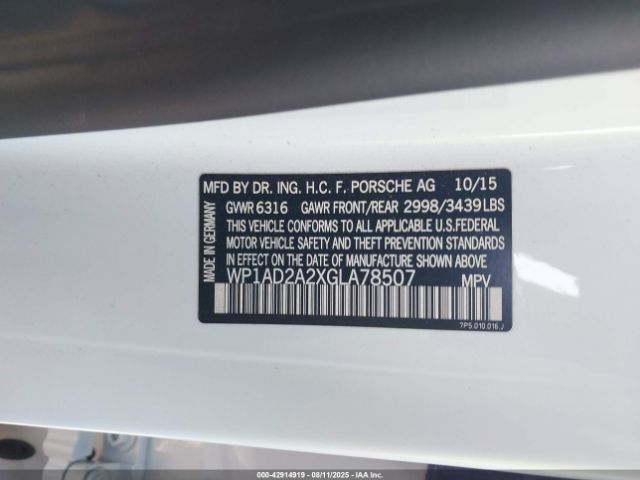 MFD BY DR. ING. H.C. F. PORSCHE AG 10/15
GVWR 6316 GAWR FRONT/REAR 2998/3439 LBS
THIS VEHICLE CONFORMS TO ALL APPLICABLE U.S. FEDERAL
MOTOR VEHICLE SAFETY AND THEFT PREVENTION STANDARDS
IN EFFECT ON THE DATE OF MANUFACTURE SHOWN ABOVE
WP1AD2A2XGLA78507 MPV
7P5.010.016.J
MADE IN GERMANY
000-42914919 - 08/11/2025 - IAA Inc.